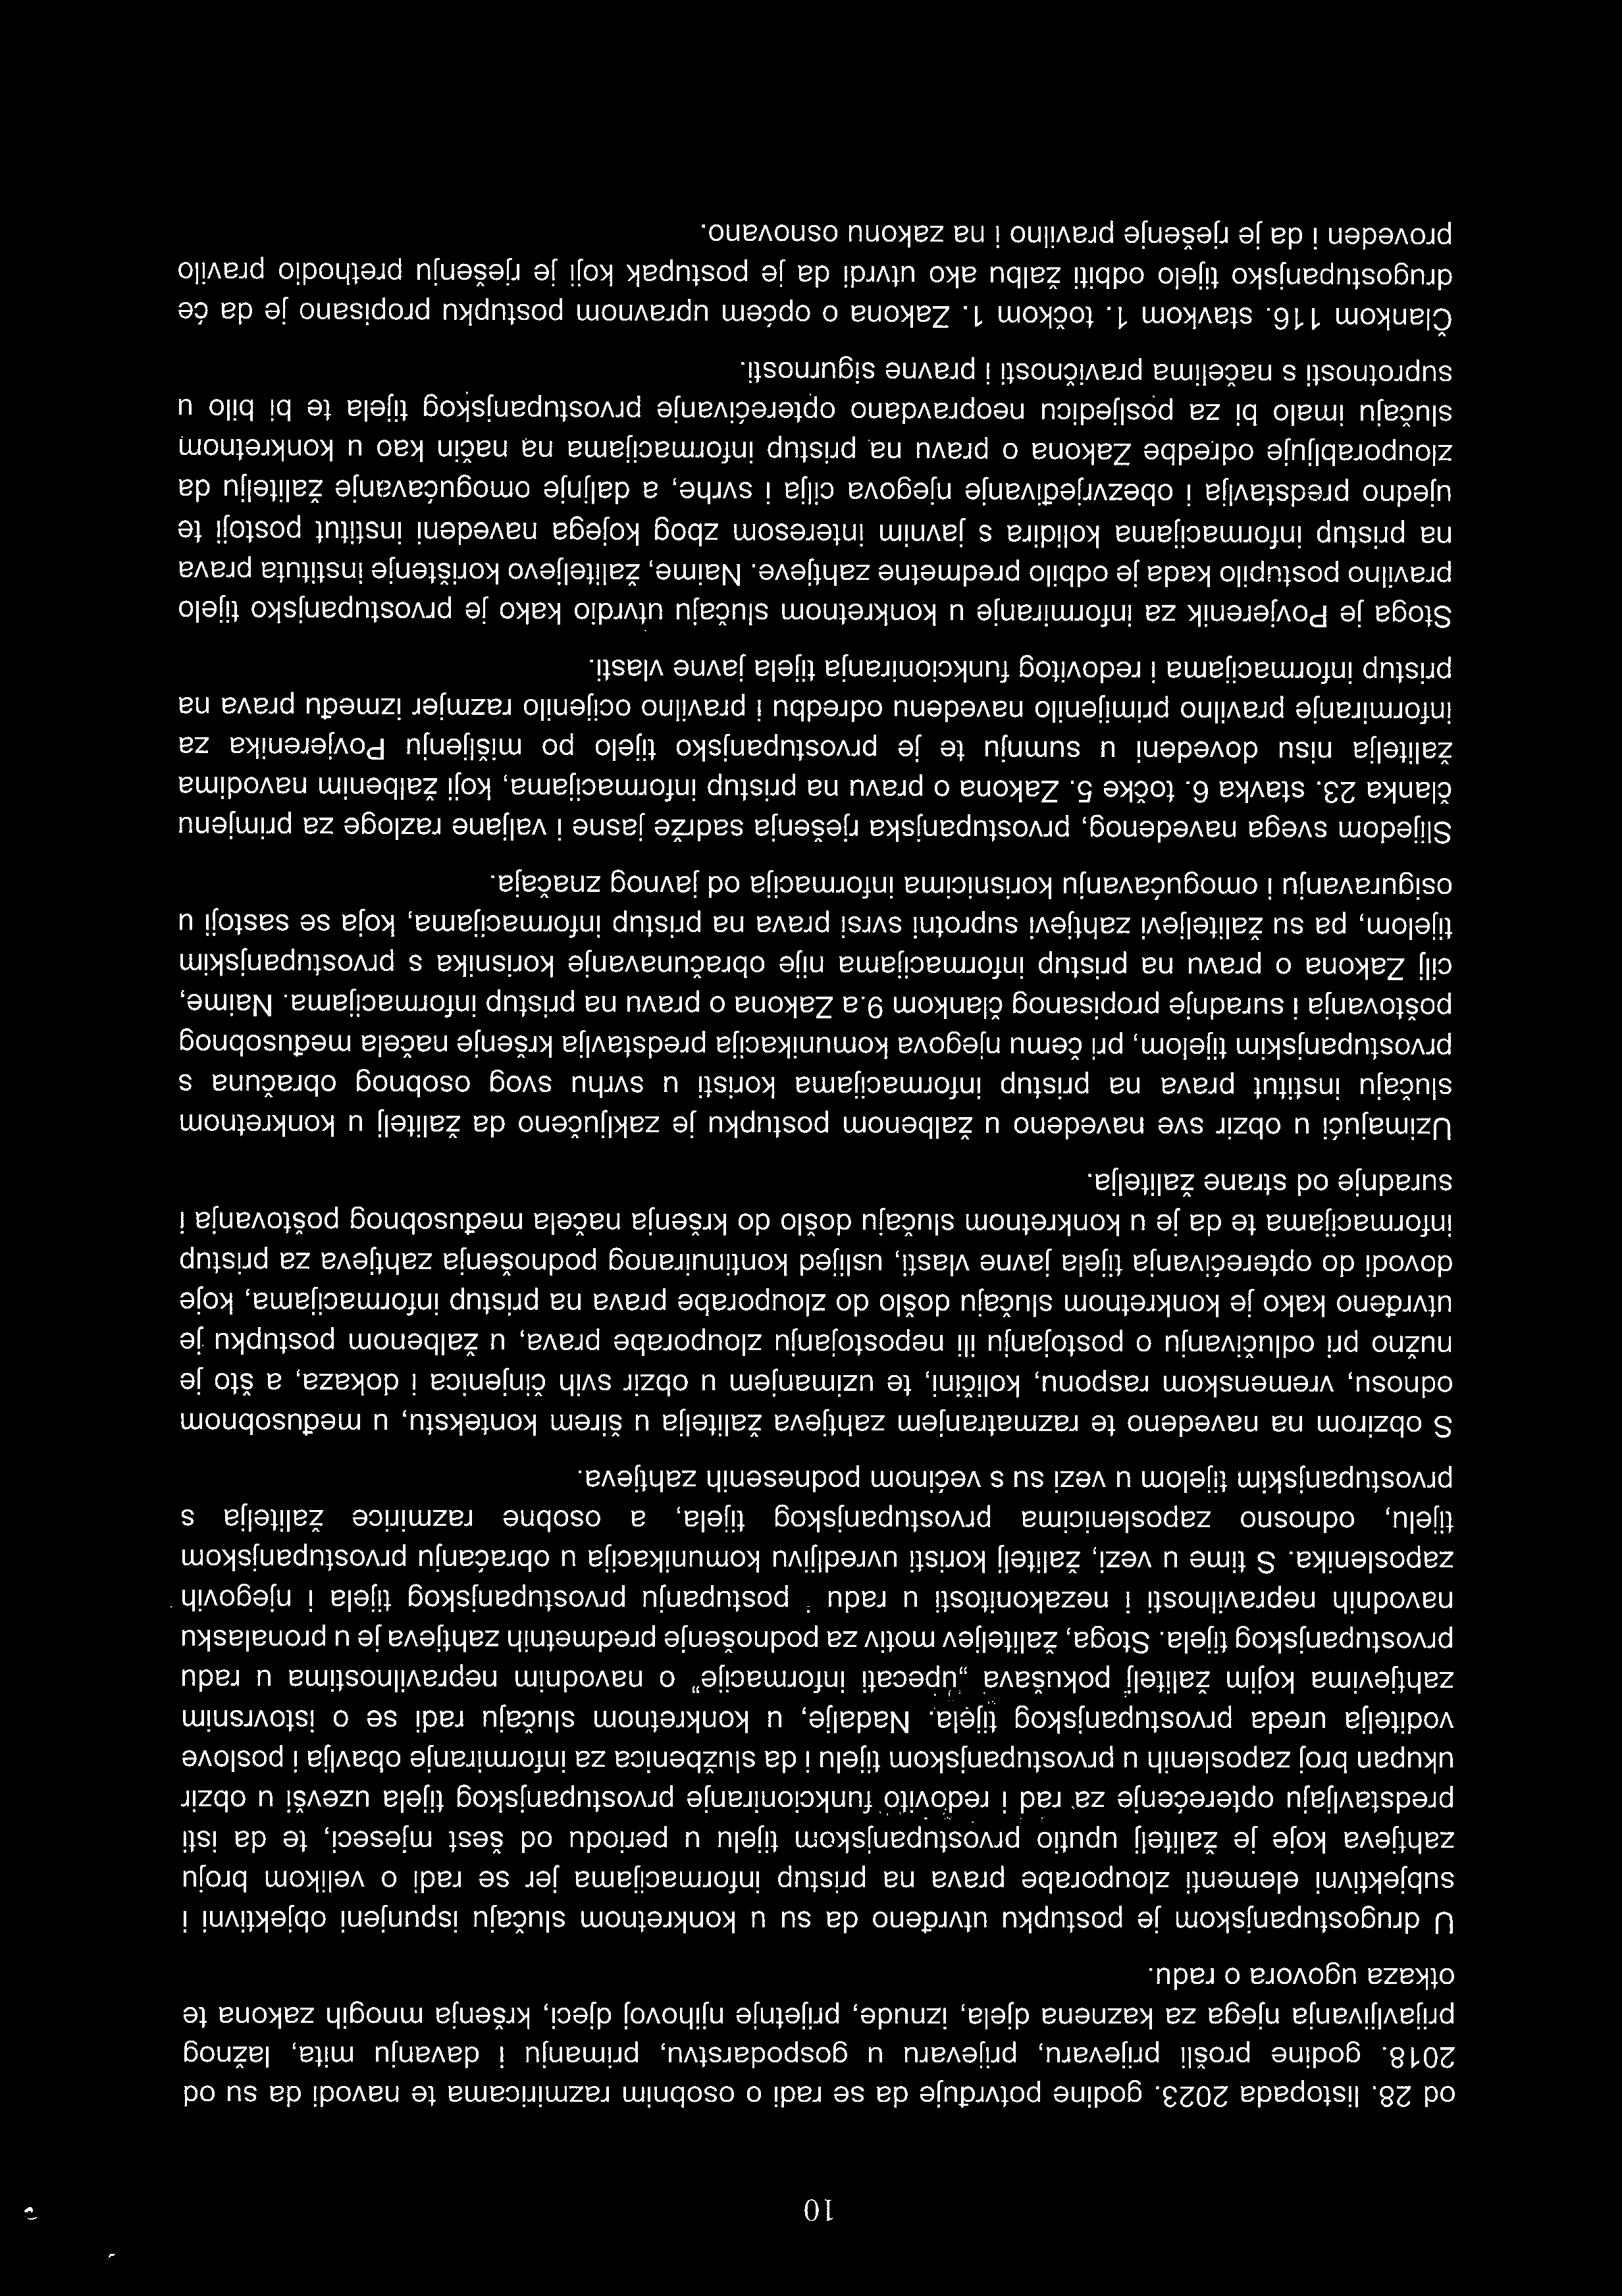 10
od 28. listopada 2023. godine potvrđuje da se radi o osobnim razmiricama te navodi da su od
2018. godine prošli prijevaru, prijevaru u gospodarstvu, primanju i davanju mita, lažnog
prijavljivanja njega za kaznena djela, iznude, prijetnje njihovoj djeci, kršenja mnogih zakona te
otkaza ugovora o radu.
U drugostupanjskom je postupku utvrđeno da su u konkretnom slučaju ispunjeni objektivni i
subjektivni elementi zlouporabe prava na pristup informacijama jer se radi o velikom broju
zahtjeva koje je žalitelj uputio prvostupanjskom tijelu u periodu od šest mjeseci, te da isti
predstavljaju opterećenje za rad i redovito funkcioniranje prvostupanjskog tijela uzevši u obzir
ukupan broj zaposlenih u prvostupanjskom tijelu i da službenica za informiranje obavlja i poslove
voditelja ureda prvostupanjskog tijela. Nadalje, u konkretnom slučaju radi se o istovrsnim
zahtjevima kojim žalitelj pokušava „upecati informacije“ o navodnim nepravilnostima u radu
prvostupanjskog tijela. Stoga, žaliteljev motiv za podnošenje predmetnih zahtjeva je u pronalasku
navodnih nepravilnosti i nezakonitosti u radu i postupanju prvostupanjskog tijela i njegovih
zaposlenika. S time u vezi, žalitelj koristi uvredljivu komunikacija u obraćanju prvostupanjskom
tijelu, odnosno zaposlenicima prvostupanjskog tijela, a osobne razmirice žalitelja s
prvostupanjskim tijelom u vezi su s većinom podnesenih zahtjeva.
S obzirom na navedeno te razmatranjem zahtjeva žalitelja u širem kontekstu, u međusobnom
odnosu, vremenskom rasponu, količini, te uzimanjem u obzir svih činjenica i dokaza, a što je
nužno pri odlučivanju o postojanju ili nepostojanju zlouporabe prava, u žalbenom postupku je
utvrđeno kako je konkretnom slučaju došlo do zlouporabe prava na pristup informacijama, koje
dovodi do opterećivanja tijela javne vlasti, uslijed kontinuiranog podnošenja zahtjeva za pristup
informacijama te da je u konkretnom slučaju došlo do kršenja načela međusobnog poštovanja i
suradnje od strane žalitelja.
Uzimajući u obzir sve navedeno u žalbenom postupku je zaključeno da žalitelj u konkretnom
slučaju institut prava na pristup informacijama koristi u svrhu svog osobnog obračuna s
prvostupanjskim tijelom, pri čemu njegova komunikacija predstavlja kršenje načela međusobnog
poštovanja i suradnje propisanog člankom 9.a Zakona o pravu na pristup informacijama. Naime,
cilj Zakona o pravu na pristup informacijama nije obračunavanje korisnika s prvostupanjskim
tijelom, pa su žaliteljevi zahtjevi suprotni svrsi prava na pristup informacijama, koja se sastoji u
osiguravanju i omogućavanju korisnicima informacija od javnog značaja.
Slijedom svega navedenog, prvostupanjska rješenja sadrže jasne i valjane razloge za primjenu
članka 23. stavka 6. točke 5. Zakona o pravu na pristup informacijama, koji žalbenim navodima
žalitelja nisu dovedeni u sumnju te je prvostupanjsko tijelo po mišljenju Povjerenika za
informiranje pravilno primijenilo navedenu odredbu i pravilno ocijenilo razmjer između prava na
pristup informacijama i redovitog funkcioniranja tijela javne vlasti.
Stoga je Povjerenik za informiranje u konkretnom slučaju utvrdio kako je prvostupanjsko tijelo
pravilno postupilo kada je odbilo predmetne zahtjeve. Naime, žaliteljevo korištenje instituta prava
na pristup informacijama kolidira s javnim interesom zbog kojega navedeni institut postoji te
ujedno predstavlja i obezvrjeđivanje njegova cilja i svrhe, a daljnje omogućavanje žalitelju da
zloupotrabljuje odredbe Zakona o pravu na pristup informacijama na način kao u konkretnom
slučaju imalo bi za posljedicu neopravdano opterećivanje prvostupanjskog tijela te bi bilo u
suprotnosti s načelima pravičnosti i pravne sigurnosti.
Člankom 116. stavkom 1. točkom 1. Zakona o općem upravnom postupku propisano je da će
drugostupanjsko tijelo odbiti žalbu ako utvrdi da je postupak koji je rješenju prethodio pravilo
proveden i da je rješenje pravilno i na zakonu osnovano.